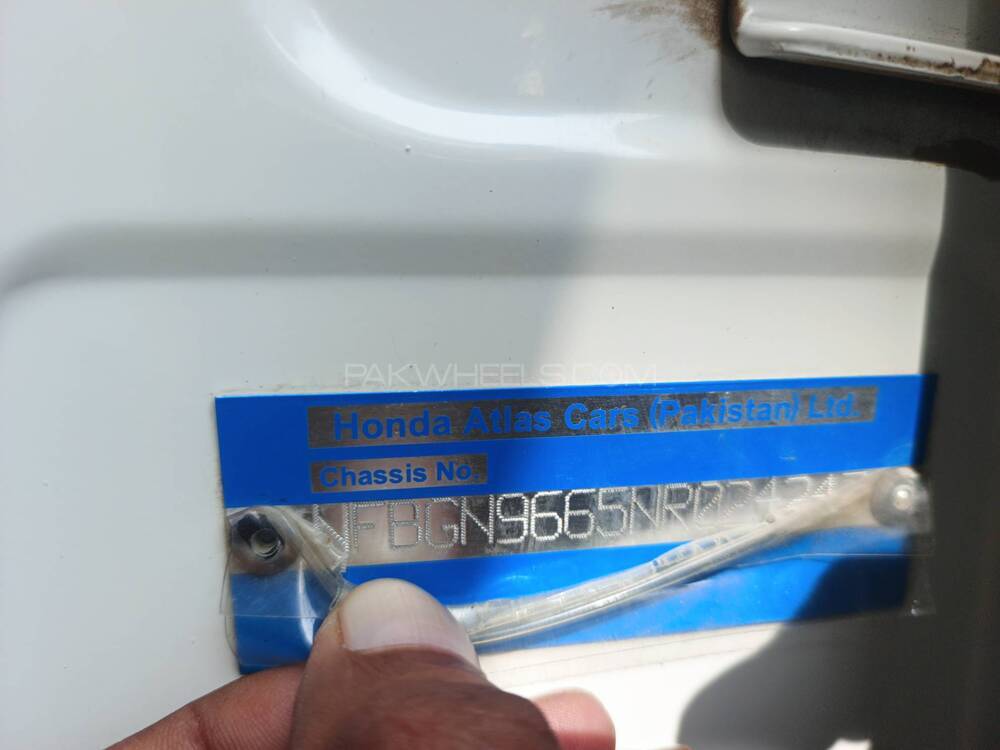 PAKWHEELS.COM
Honda Atlas Cars (Pakistan) Ltd.
Chassis No.